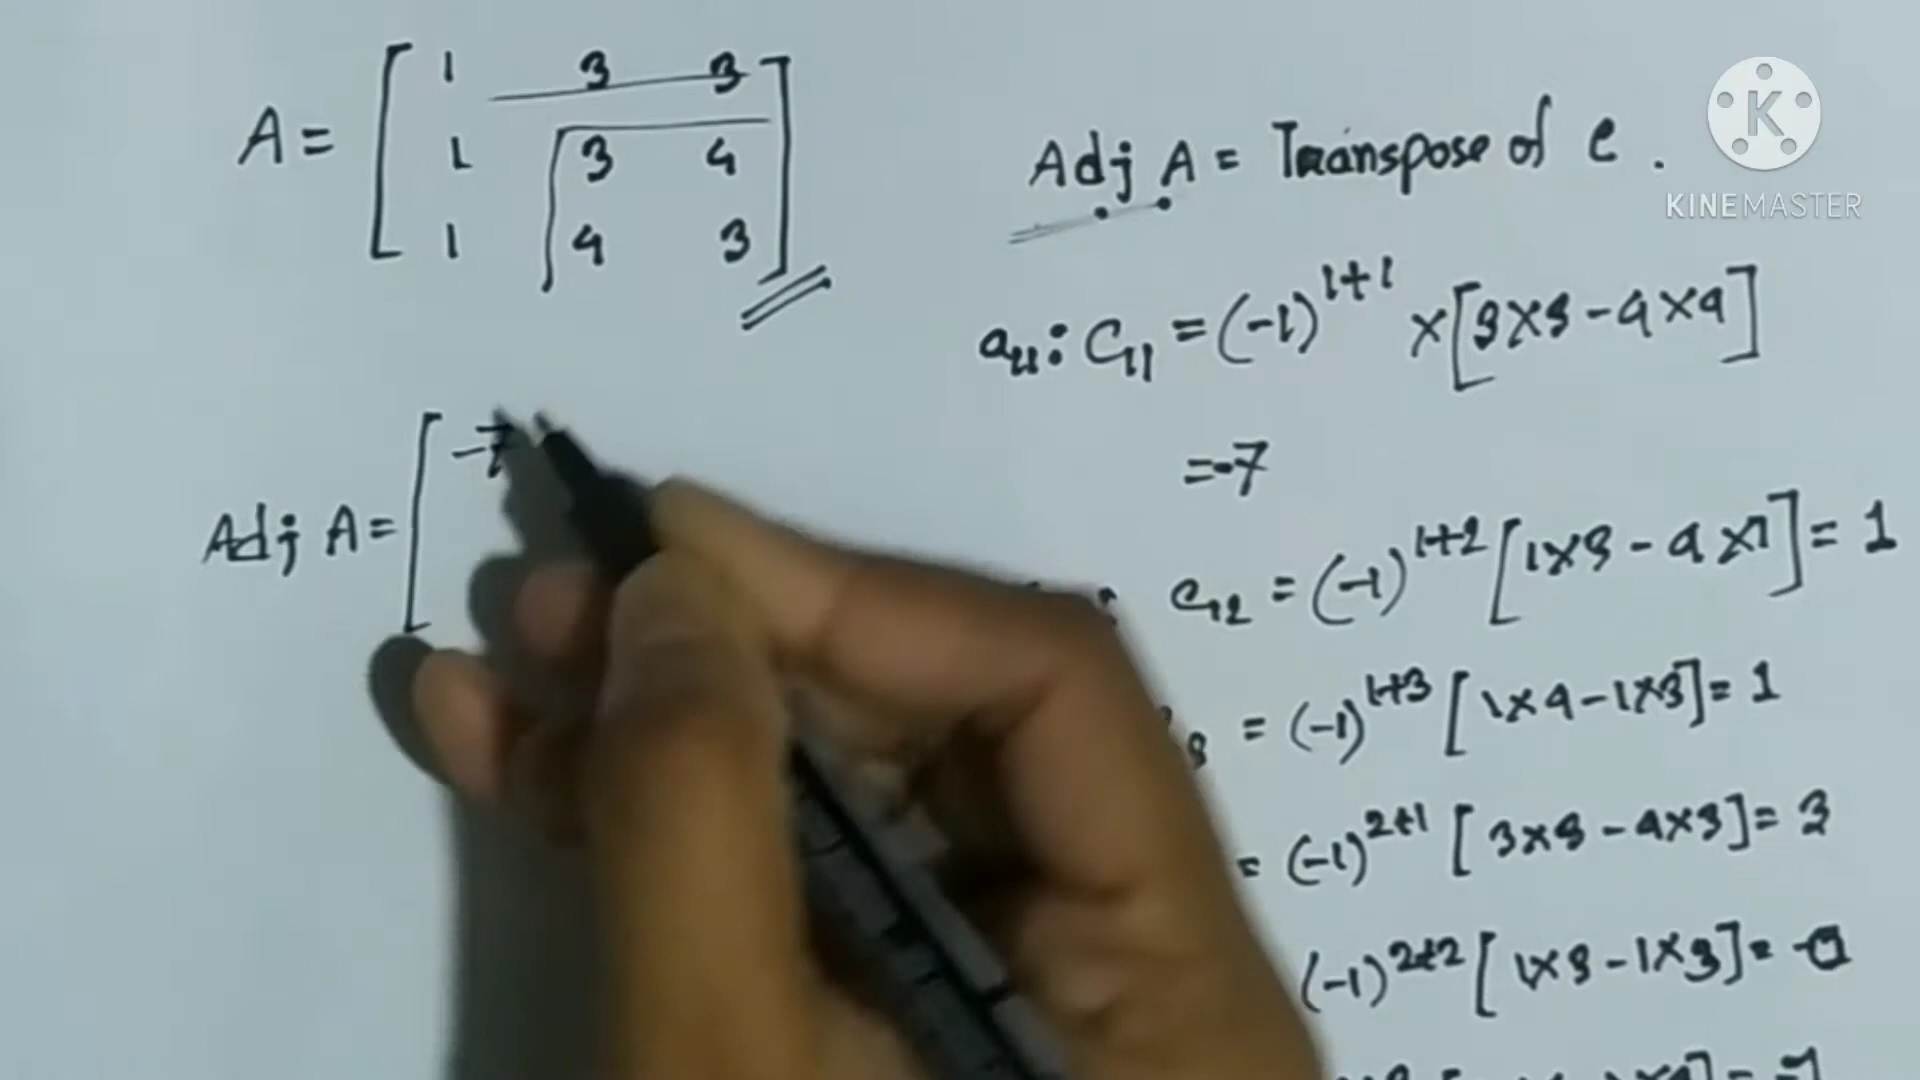 A = [ 1 3 3
1 3 4
1 4 3 ]
Adj A = Transpose of C.
KINEMASTER
a11: C11 = (-1)^1+1 × [3×3 - 4×4]
= -7
Adj A = [ -7
C12 = (-1)^1+2 [1×3 - 4×1] = 1
= (-1)^1+3 [1×4 - 1×3] = 1
= (-1)^2+1 [3×3 - 4×3] = 3
(-1)^2+2 [1×3 - 1×3] = -0